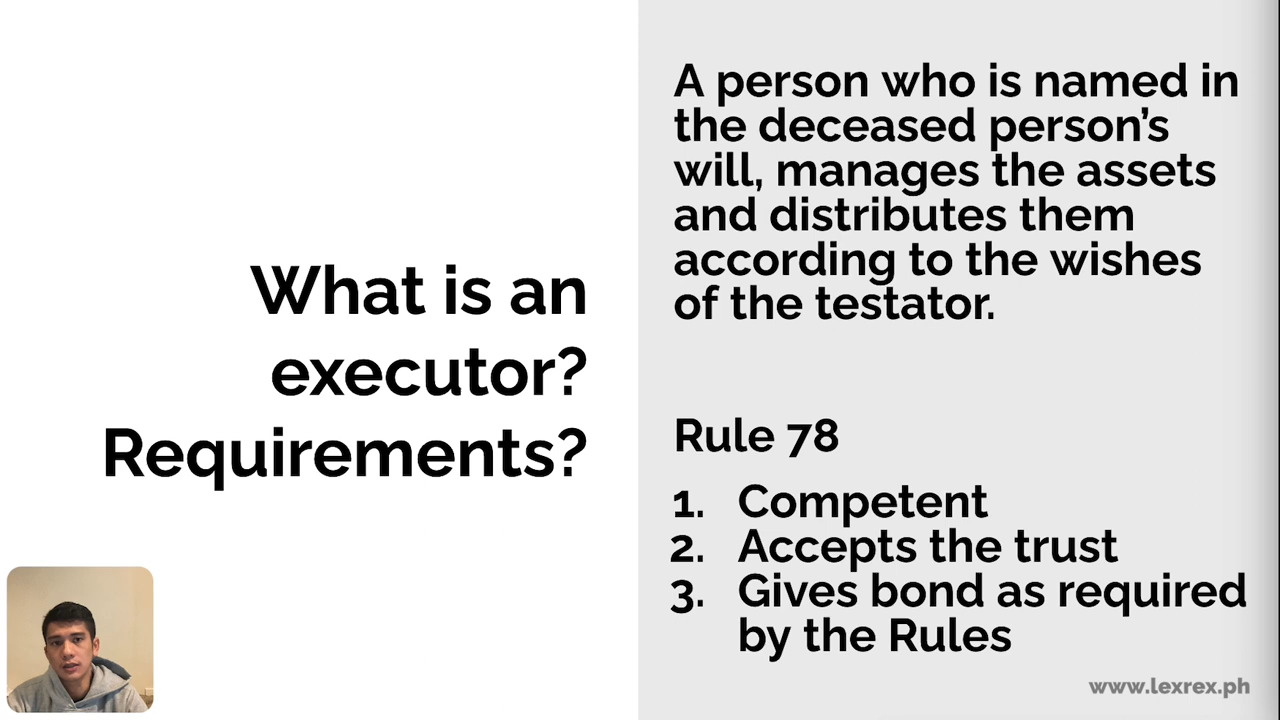 What is an
executor?
Requirements?
A person who is named in
the deceased person's
will, manages the assets
and distributes them
according to the wishes
of the testator.
Rule 78
1. Competent
2. Accepts the trust
3. Gives bond as required
by the Rules
www.lexrex.ph